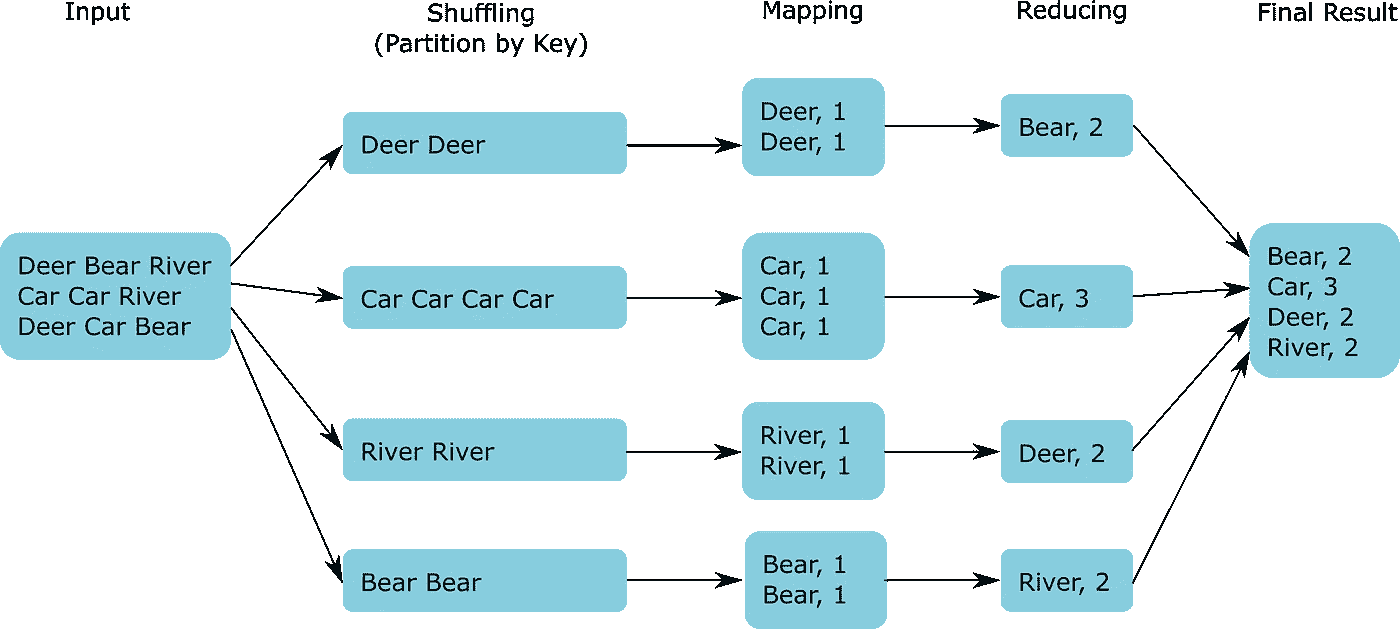 Input
Shuffling
(Partition by Key)
Mapping
Reducing
Final Result
Deer Bear River
Car Car River
Deer Car Bear
Deer Deer
Car Car Car Car
River River
Bear Bear
Deer, 1
Deer, 1
Car, 1
Car, 1
Car, 1
River, 1
River, 1
Bear, 1
Bear, 1
Bear, 2
Car, 3
Deer, 2
River, 2
Bear, 2
Car, 3
Deer, 2
River, 2